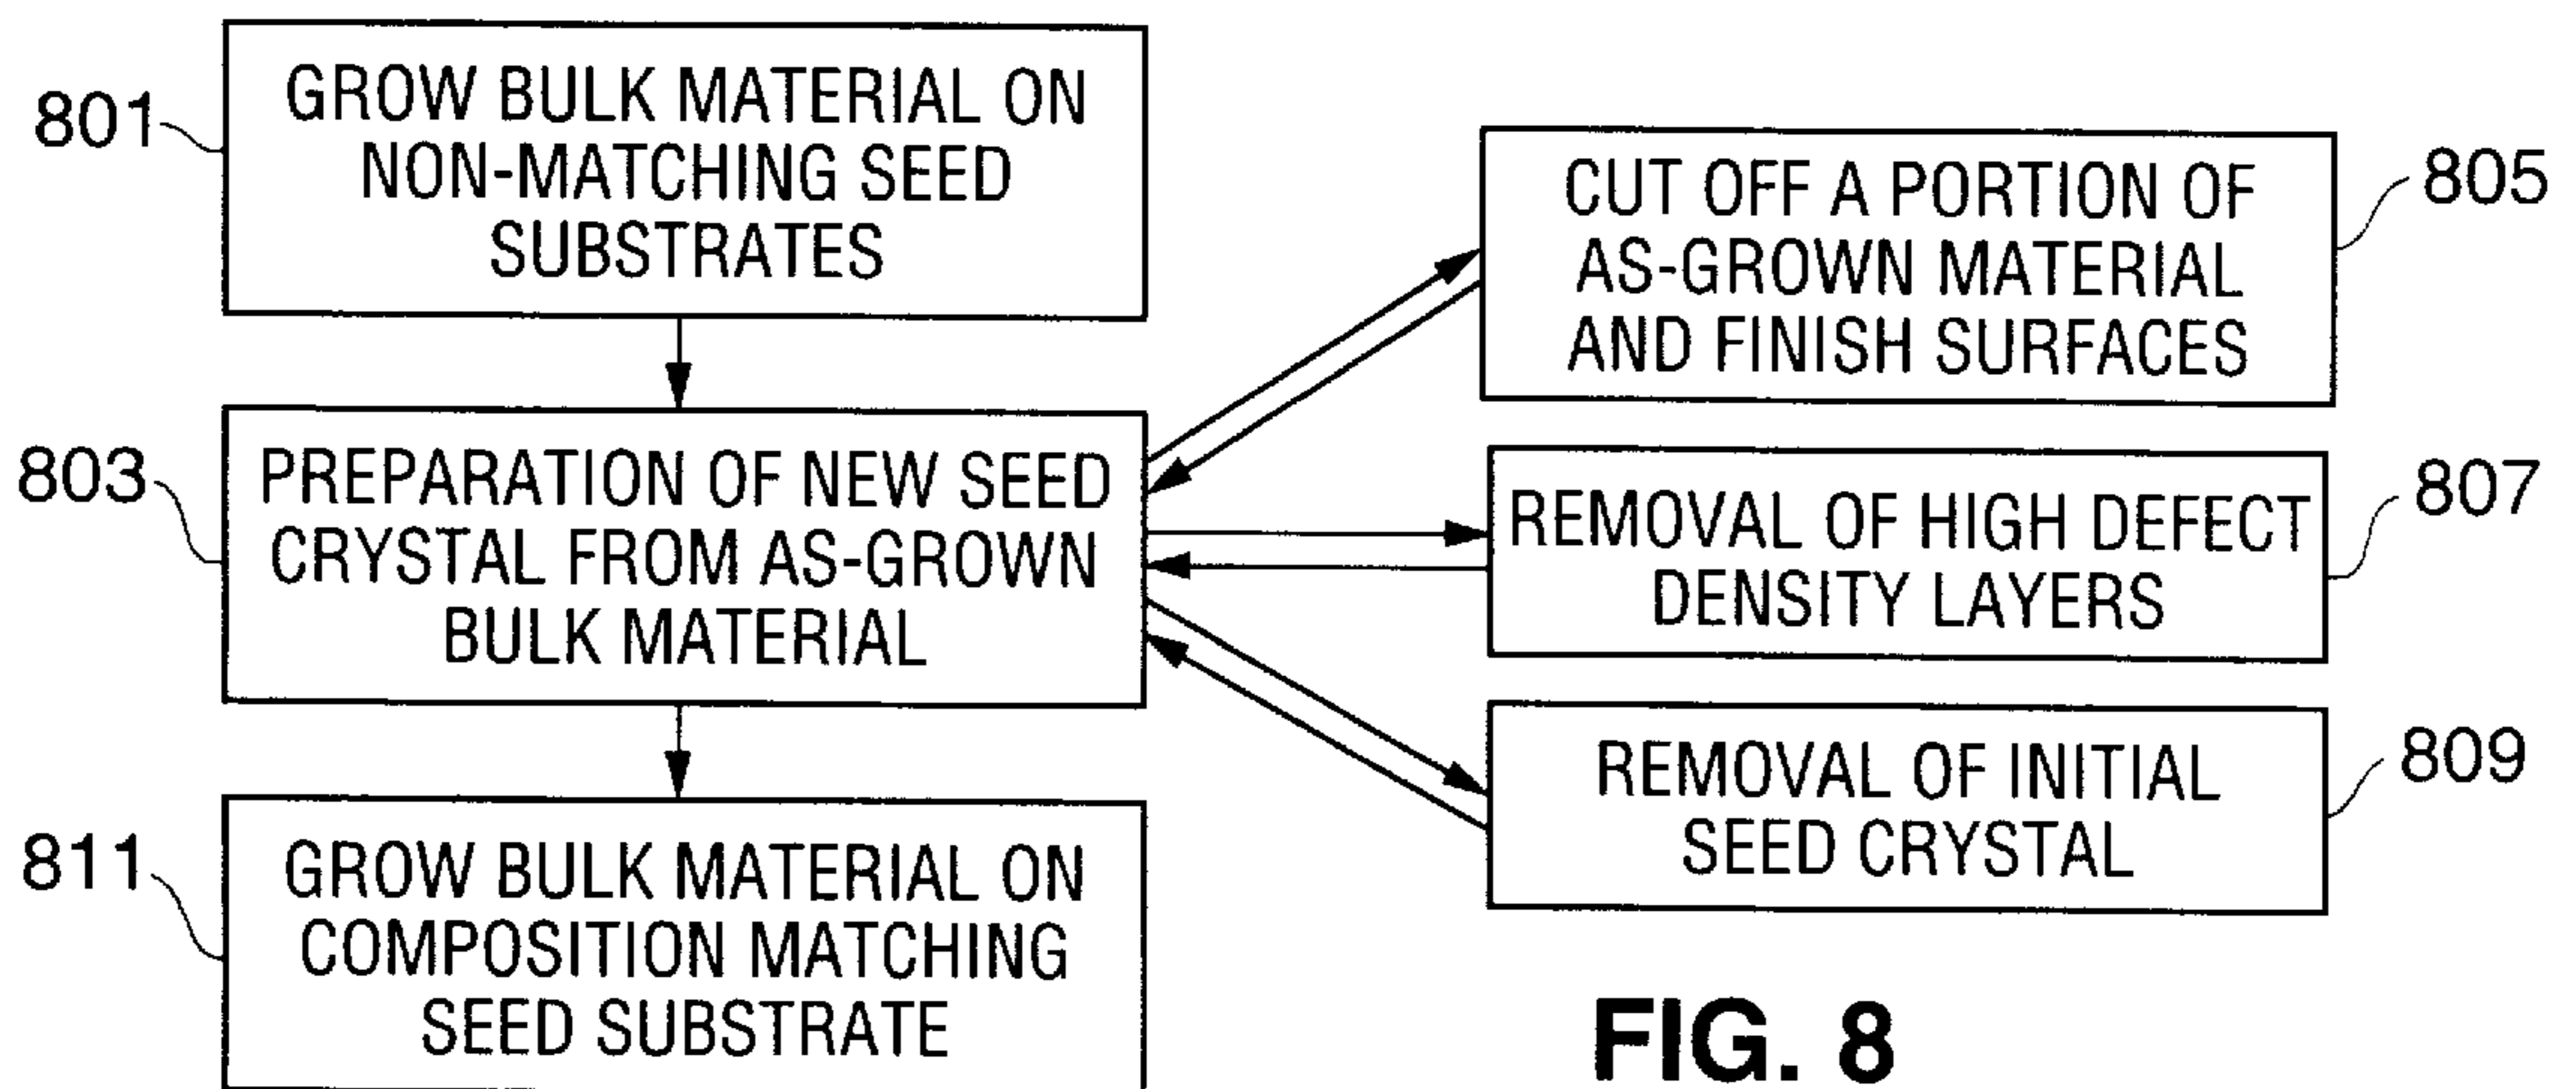 801
GROW BULK MATERIAL ON
NON-MATCHING SEED
SUBSTRATES
803
PREPARATION OF NEW SEED
CRYSTAL FROM AS-GROWN
BULK MATERIAL
811
GROW BULK MATERIAL ON
COMPOSITION MATCHING
SEED SUBSTRATE
CUT OFF A PORTION OF
AS-GROWN MATERIAL
AND FINISH SURFACES
805
REMOVAL OF HIGH DEFECT
DENSITY LAYERS
807
REMOVAL OF INITIAL
SEED CRYSTAL
809
FIG. 8